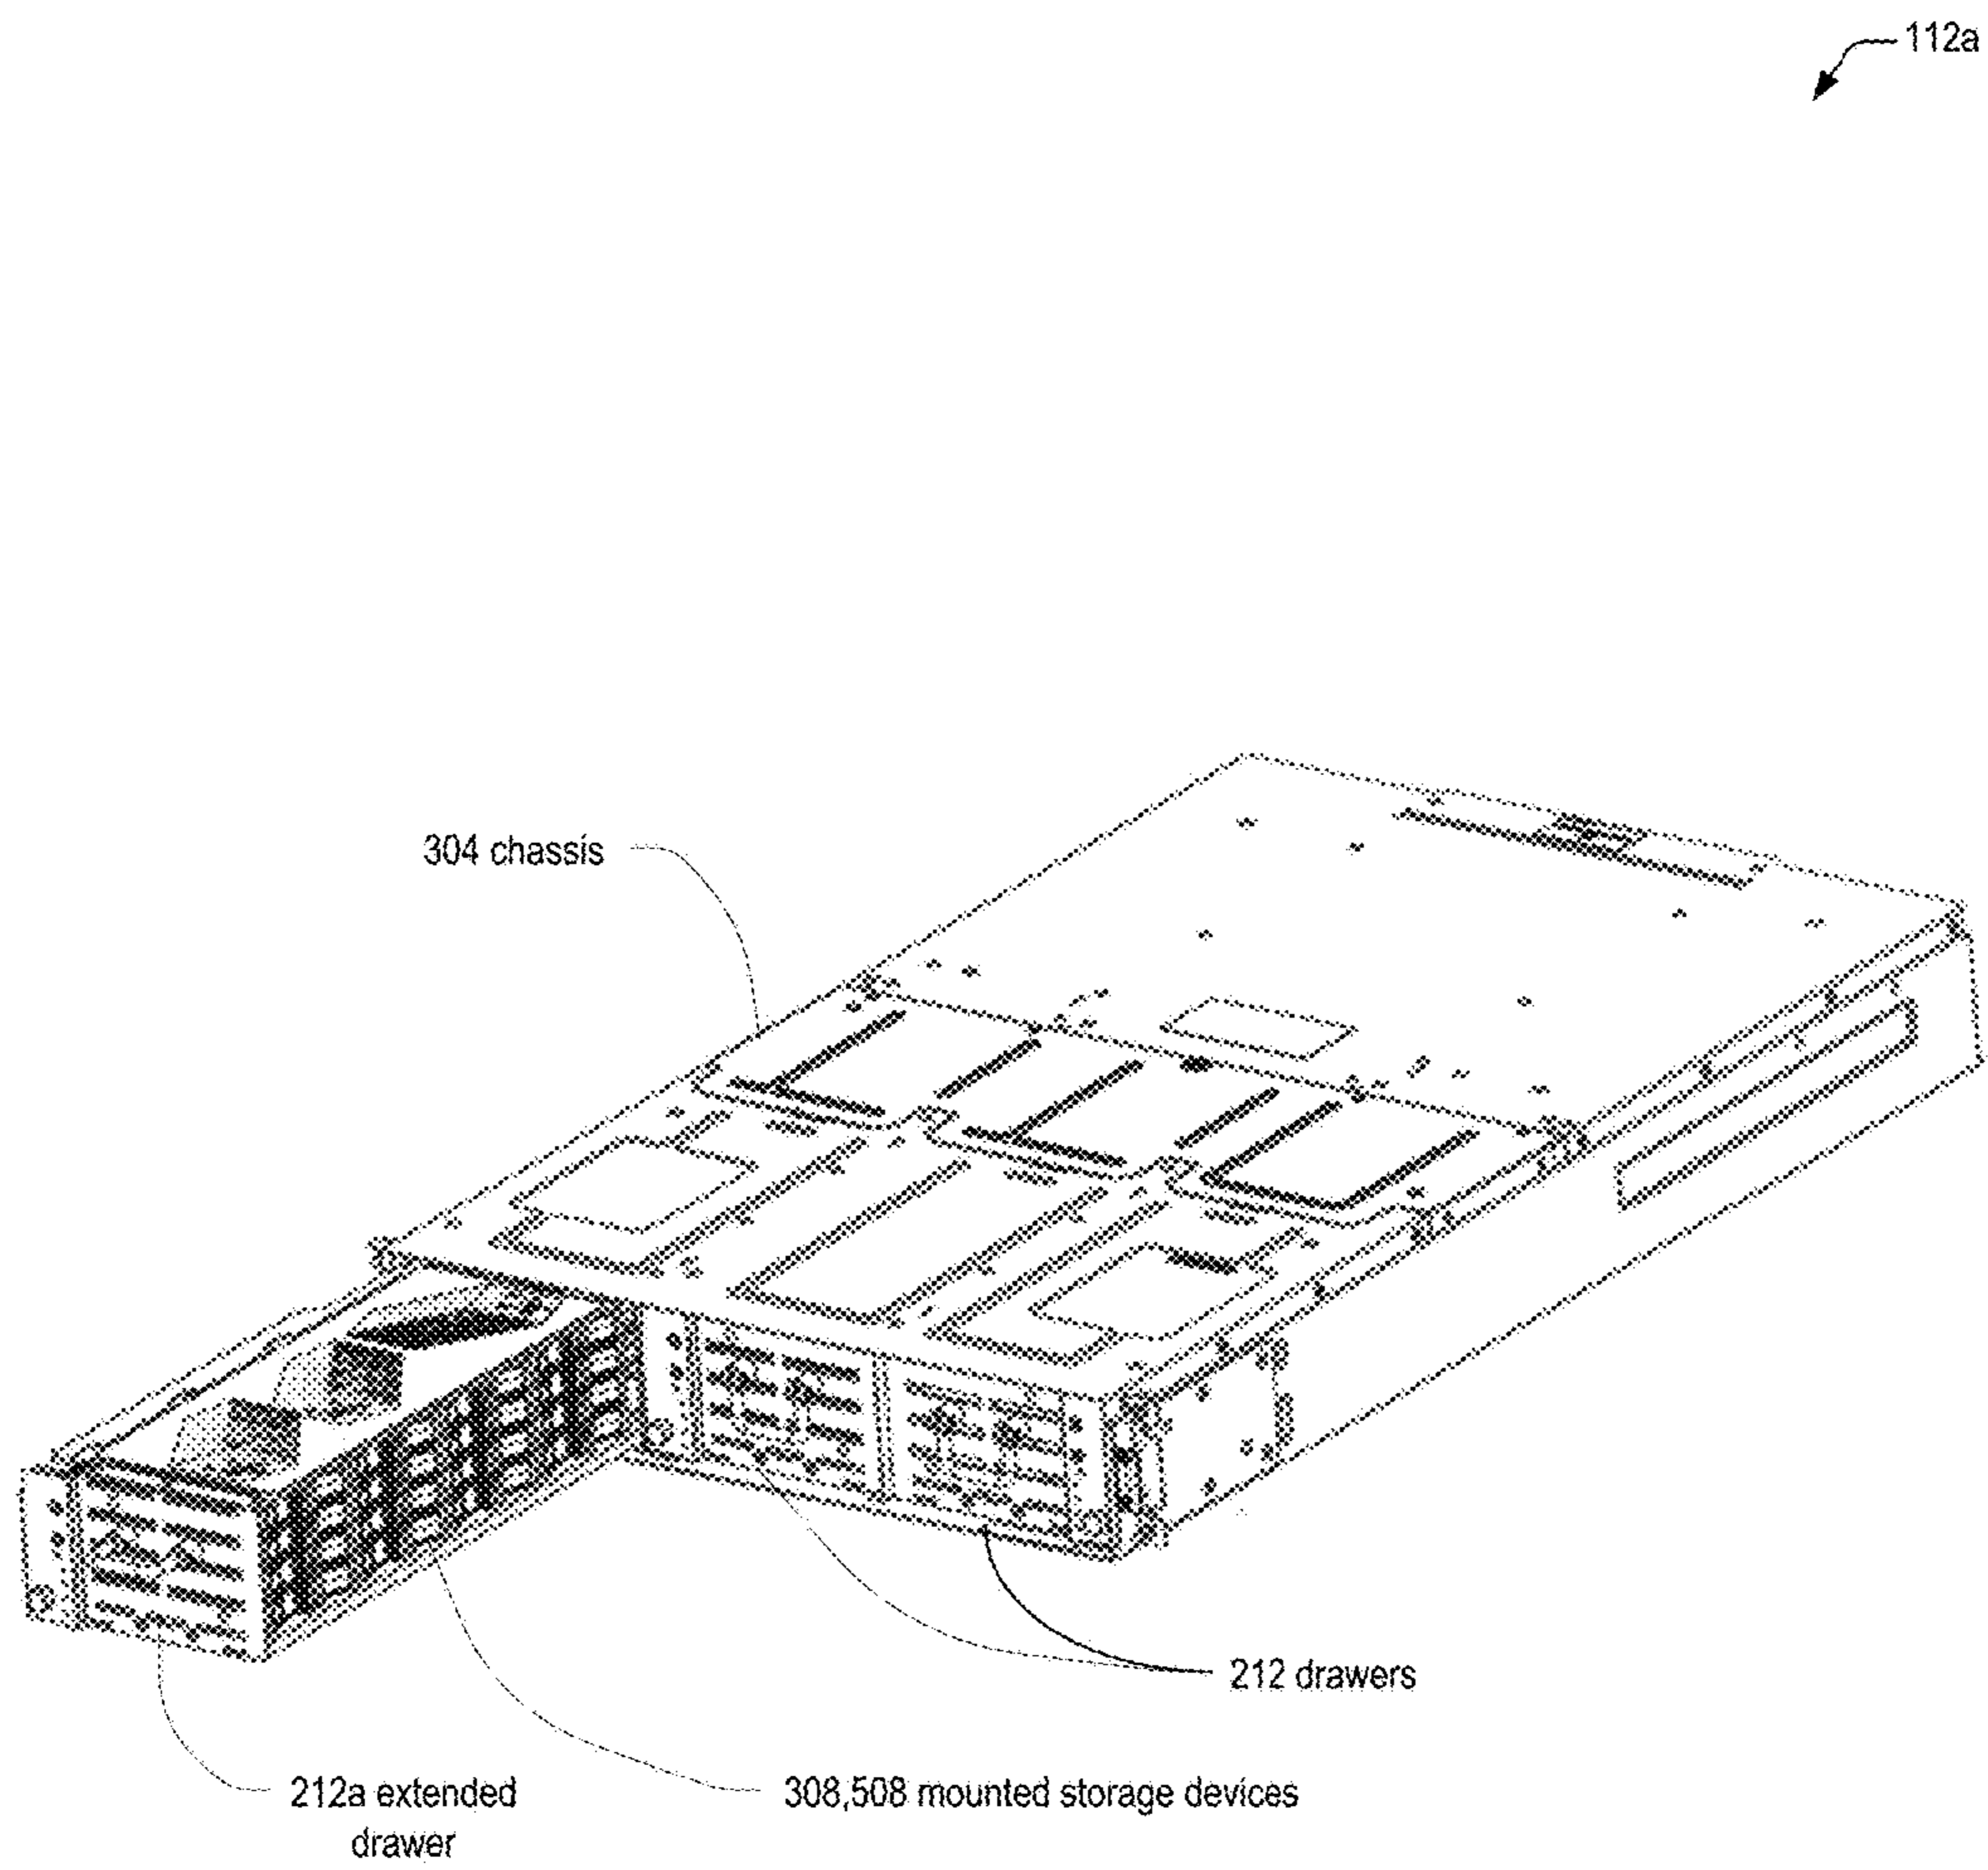 112a
304 chassis
212 drawers
212a extended
drawer
308,508 mounted storage devices